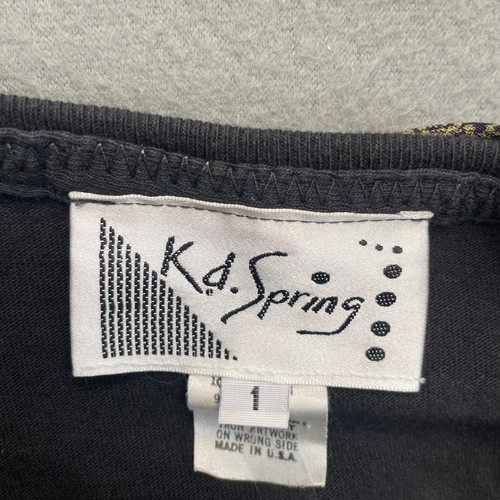 K.d. Spring
1
IRON ARTWORK
ON WRONG SIDE
MADE IN U.S.A.